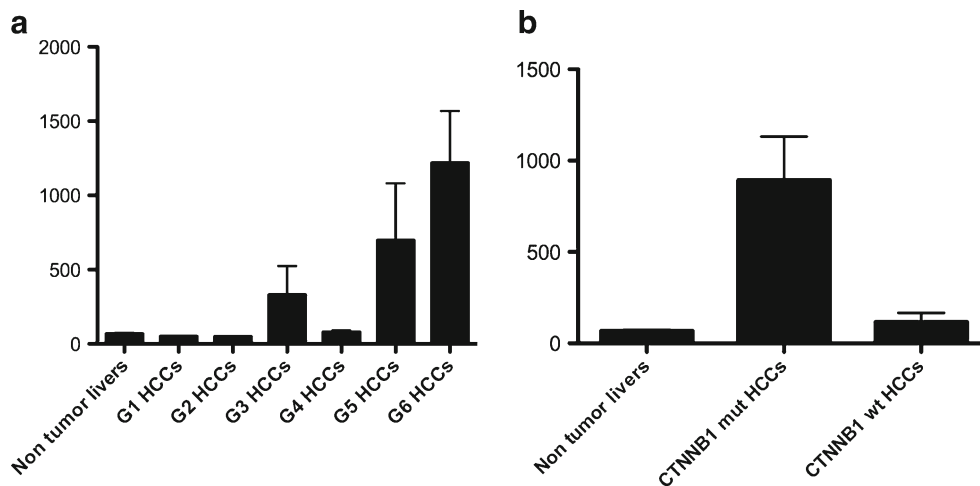 a
2000
1500
1000
500
0
Non tumor livers
G1 HCCs
G2 HCCs
G3 HCCs
G4 HCCs
G5 HCCs
G6 HCCs
b
1500
1000
500
0
Non tumor livers
CTNNB1 mut HCCs
CTNNB1 wt HCCs